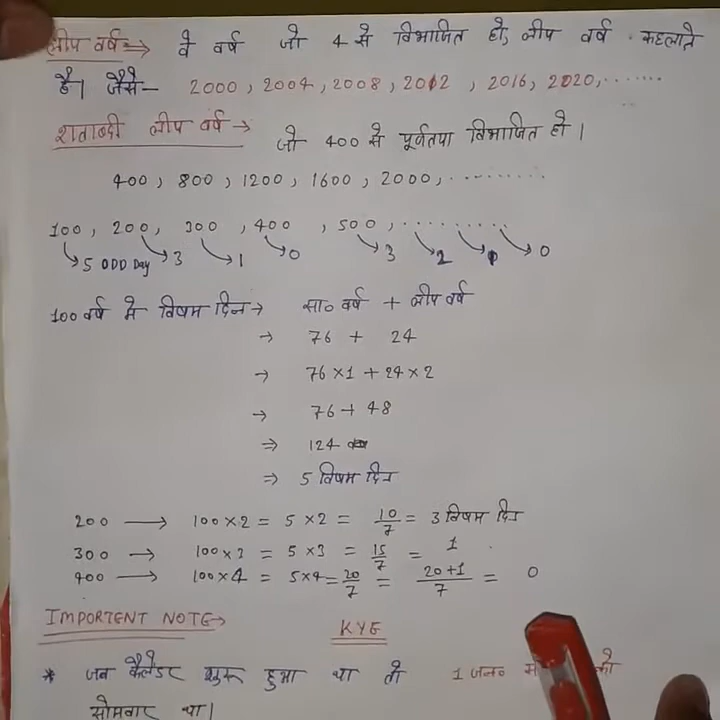 लीप वर्ष ⇒ वे वर्ष जो 4 से विभाजित हो, लीप वर्ष कहलाते
है। जैसे- 2000, 2004, 2008, 2012, 2016, 2020, .......
शताब्दी लीप वर्ष → जो 400 से पूर्वतया विभाजित हो।
400, 800, 1200, 1600, 2000, ..........
100, 200, 300, 400, 500, ..........
5 ODD Day 3 1 0 3 2 1 0
100 वर्ष मे विषम दिन → सा० वर्ष + लीप वर्ष
→ 76 + 24
→ 76 × 1 + 24 × 2
⇒ 76 + 48
⇒ 124
⇒ 5 विषम दिन
200 → 100 × 2 = 5 × 2 = 10/7 = 3 विषम दिन
300 → 100 × 3 = 5 × 3 = 15/7 = 1
400 → 100 × 4 = 5 × 4 = 20/7 = 20+1/7 = 0
IMPORTENT NOTE →
KYE
* जब कैलेंडर शुरू हुआ था तो 1 जन० को
सोमवार था।